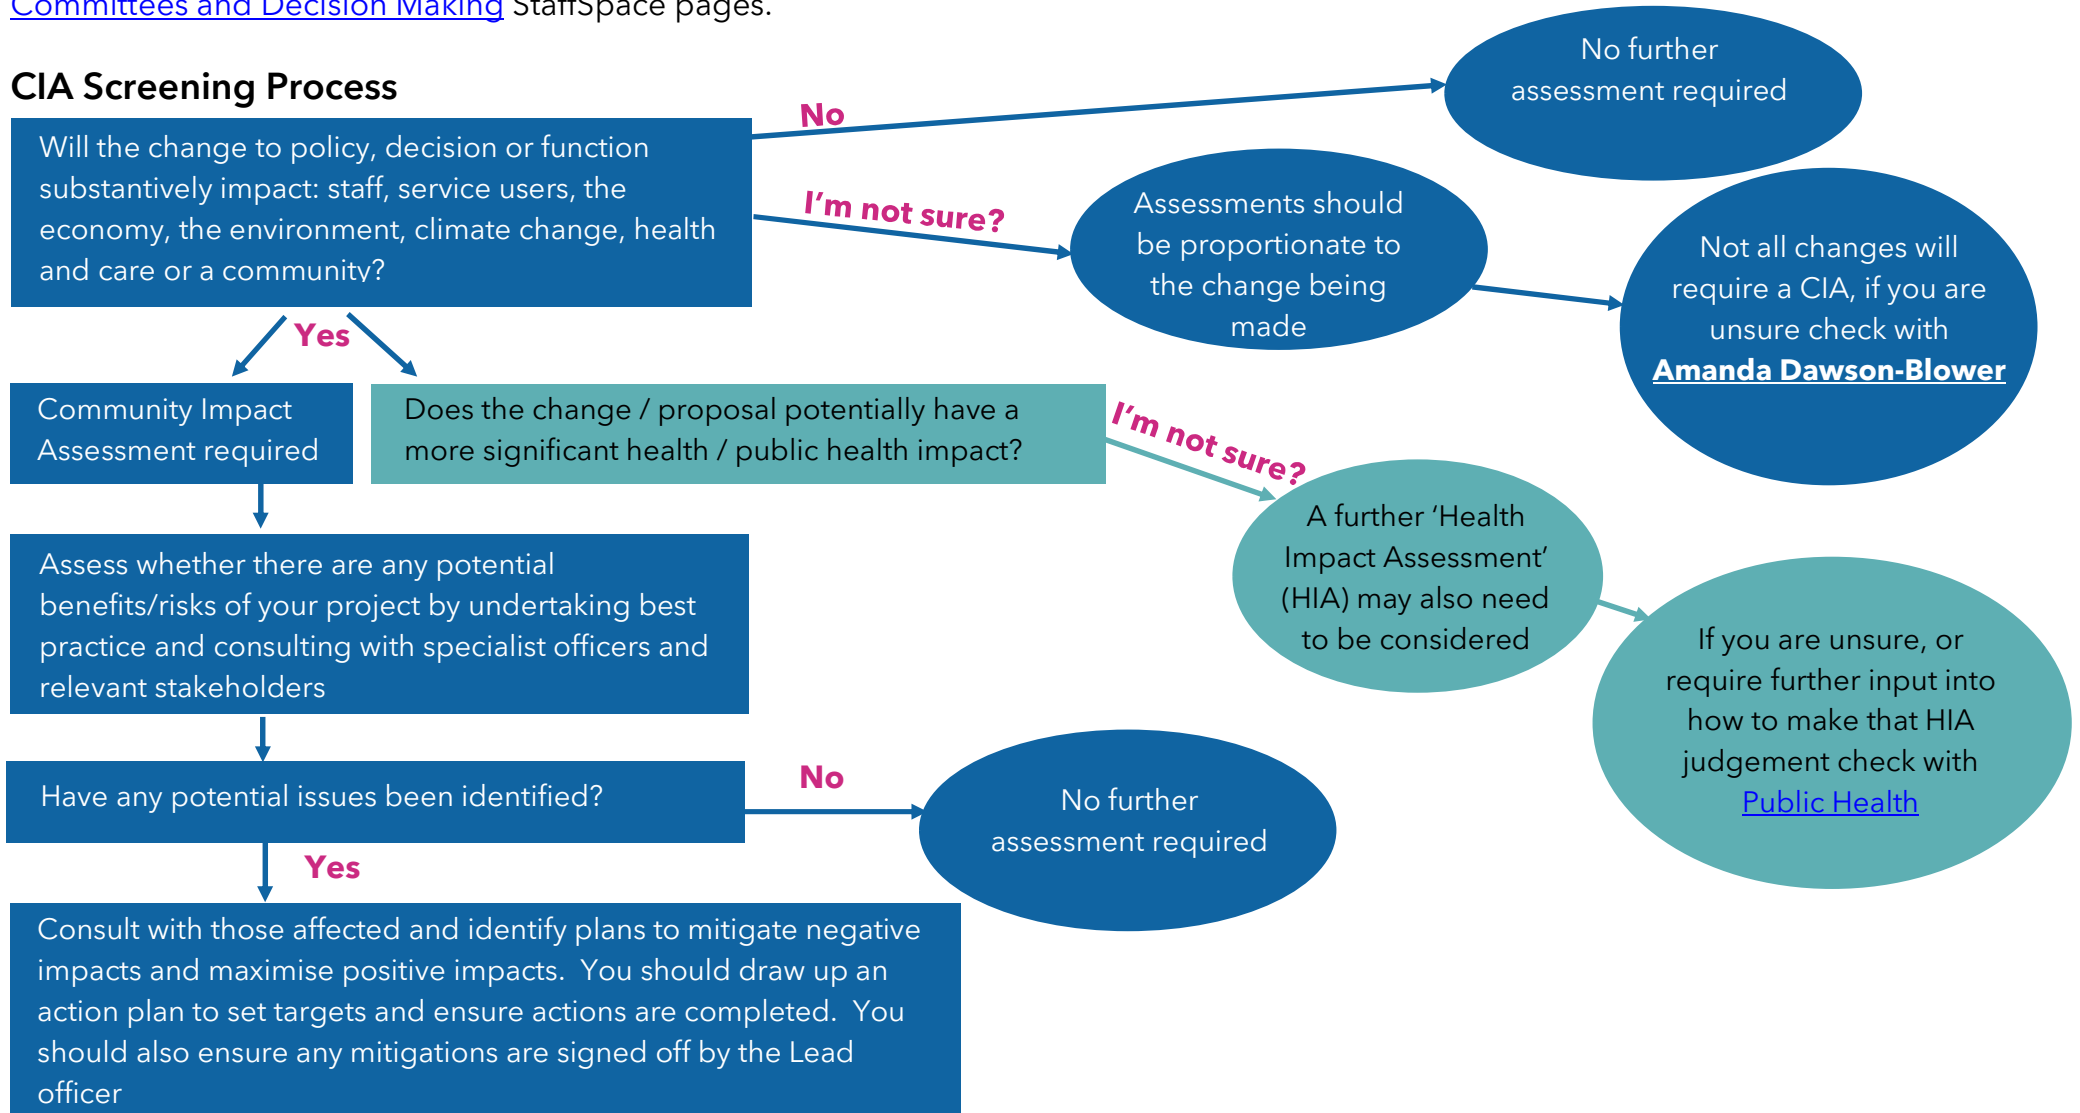 Committees and Decision Making StaffSpace pages.
CIA Screening Process
No further
assessment required
No
Will the change to policy, decision or function
substantively impact: staff, service users, the
economy, the environment, climate change, health
and care or a community?
I'm not sure?
Assessments should
be proportionate to
the change being
made
Not all changes will
require a CIA, if you are
unsure check with
Amanda Dawson-Blower
Yes
Community Impact
Assessment required
Does the change / proposal potentially have a
more significant health / public health impact?
I'm not sure?
A further ‘Health
Impact Assessment’
(HIA) may also need
to be considered
If you are unsure, or
require further input into
how to make that HIA
judgement check with
Public Health
Assess whether there are any potential
benefits/risks of your project by undertaking best
practice and consulting with specialist officers and
relevant stakeholders
Have any potential issues been identified?
No
No further
assessment required
Yes
Consult with those affected and identify plans to mitigate negative
impacts and maximise positive impacts.  You should draw up an
action plan to set targets and ensure actions are completed.  You
should also ensure any mitigations are signed off by the Lead
officer